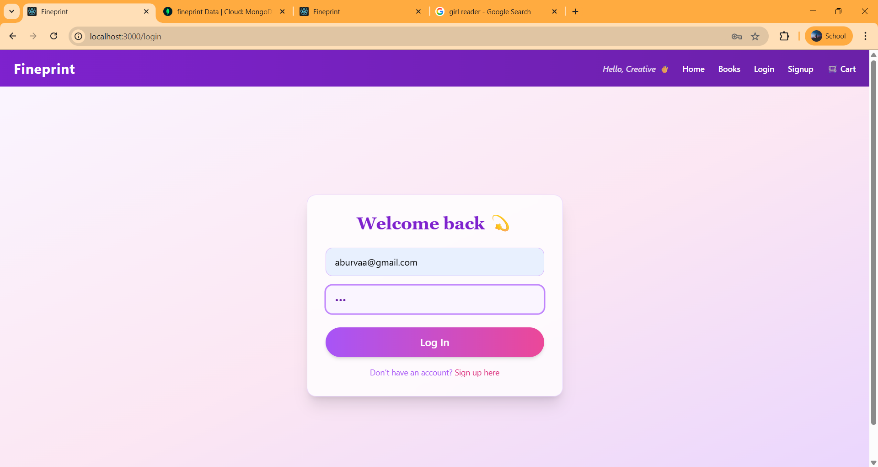 Fineprint
fineprint Data | Cloud: MongoD
Fineprint
girl reader - Google Search
localhost:3000/login
School
Fineprint
Hello, Creative 👋
Home
Books
Login
Signup
🛒 Cart
Welcome back 💫
aburvaa@gmail.com
•••
Log In
Don't have an account? Sign up here